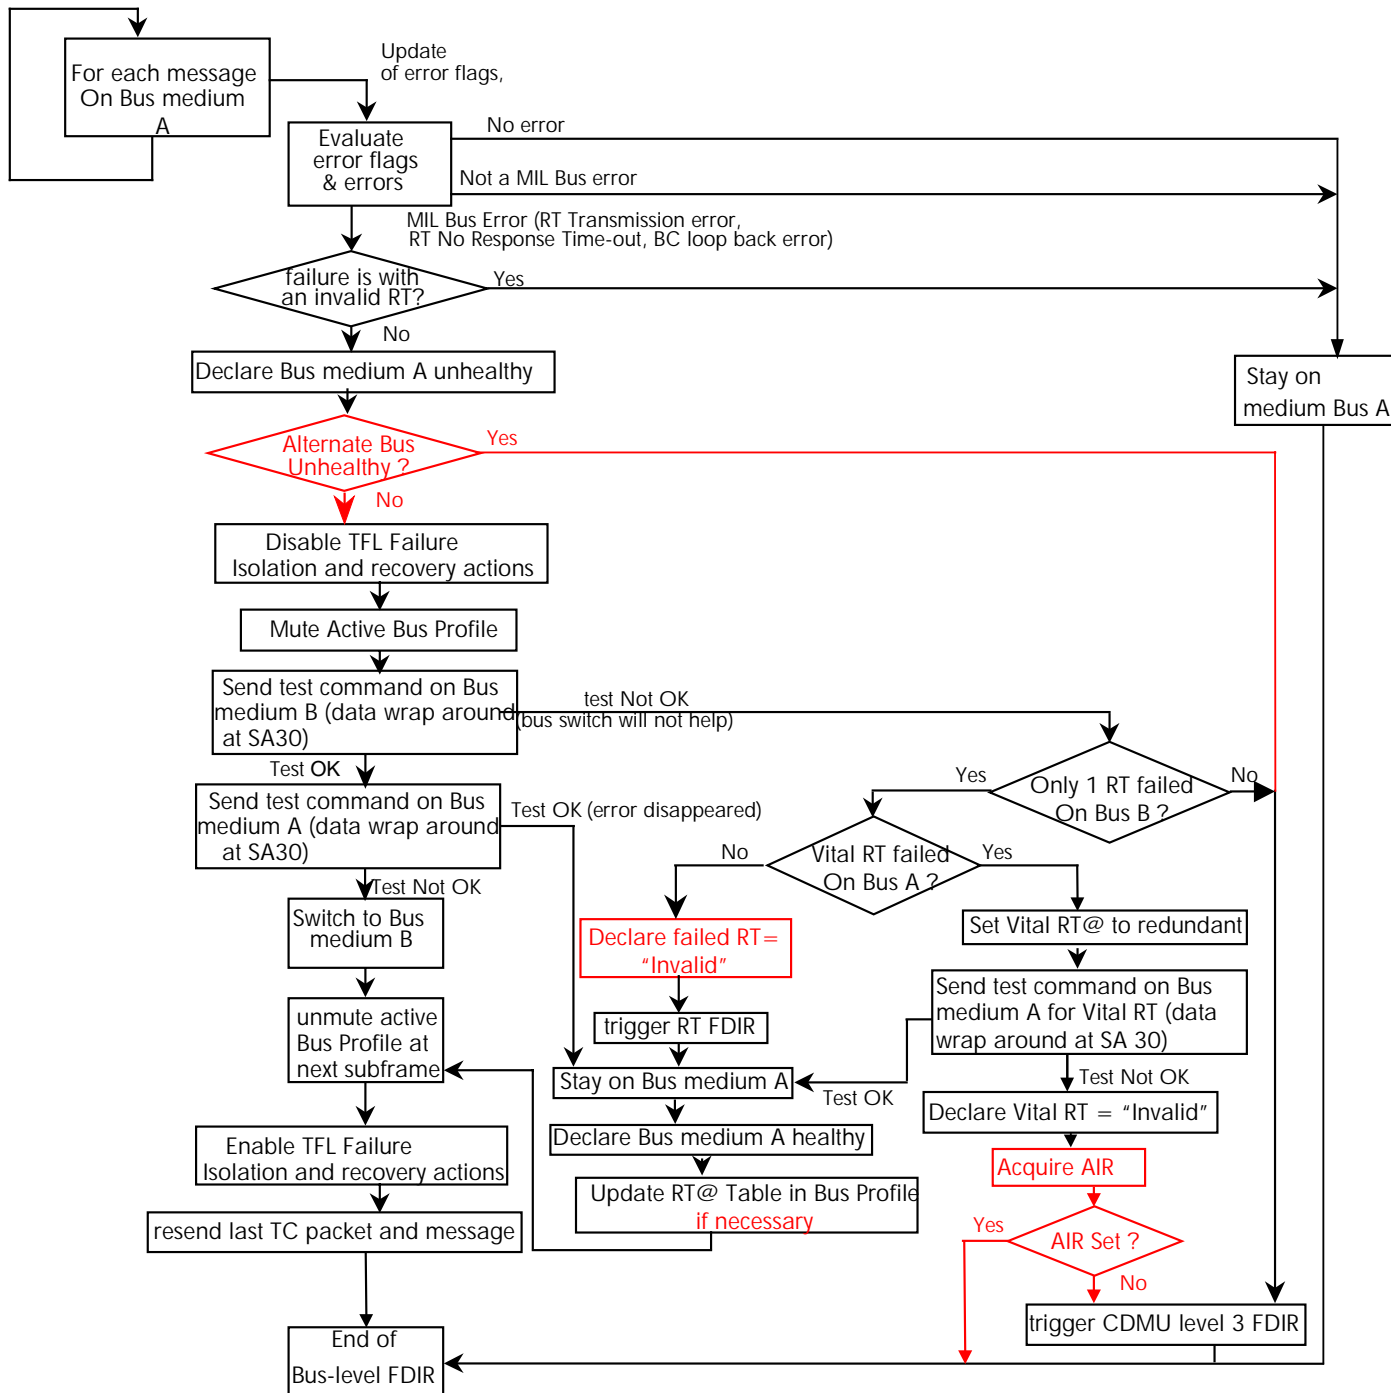 For each message
On Bus medium
A
Update
of error flags,
Evaluate
error flags
& errors
No error
Not a MIL Bus error
MIL Bus Error (RT Transmission error,
RT No Response Time-out, BC loop back error)
failure is with
an invalid RT?
Yes
No
Declare Bus medium A unhealthy
Stay on
medium Bus A
Alternate Bus
Unhealthy ?
Yes
No
Disable TFL Failure
Isolation and recovery actions
Mute Active Bus Profile
Send test command on Bus
medium B (data wrap around
at SA30)
test Not OK
(bus switch will not help)
Test OK
Only 1 RT failed
On Bus B ?
Yes
No
Send test command on Bus
medium A (data wrap around
at SA30)
Test OK (error disappeared)
Vital RT failed
On Bus A ?
No
Yes
Test Not OK
Switch to Bus
medium B
Declare failed RT=
“Invalid”
Set Vital RT@ to redundant
Send test command on Bus
medium A for Vital RT (data
wrap around at SA 30)
unmute active
Bus Profile at
next subframe
trigger RT FDIR
Stay on Bus medium A
Test OK
Test Not OK
Declare Vital RT = “Invalid”
Enable TFL Failure
Isolation and recovery actions
Declare Bus medium A healthy
Acquire AIR
Update RT@ Table in Bus Profile
if necessary
resend last TC packet and message
Yes
AIR Set ?
No
trigger CDMU level 3 FDIR
End of
Bus-level FDIR